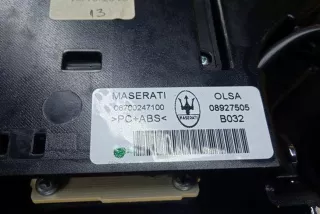 13
MASERATI OLSA
06700247100 08927505
>PC+ABS< MASERATI B032